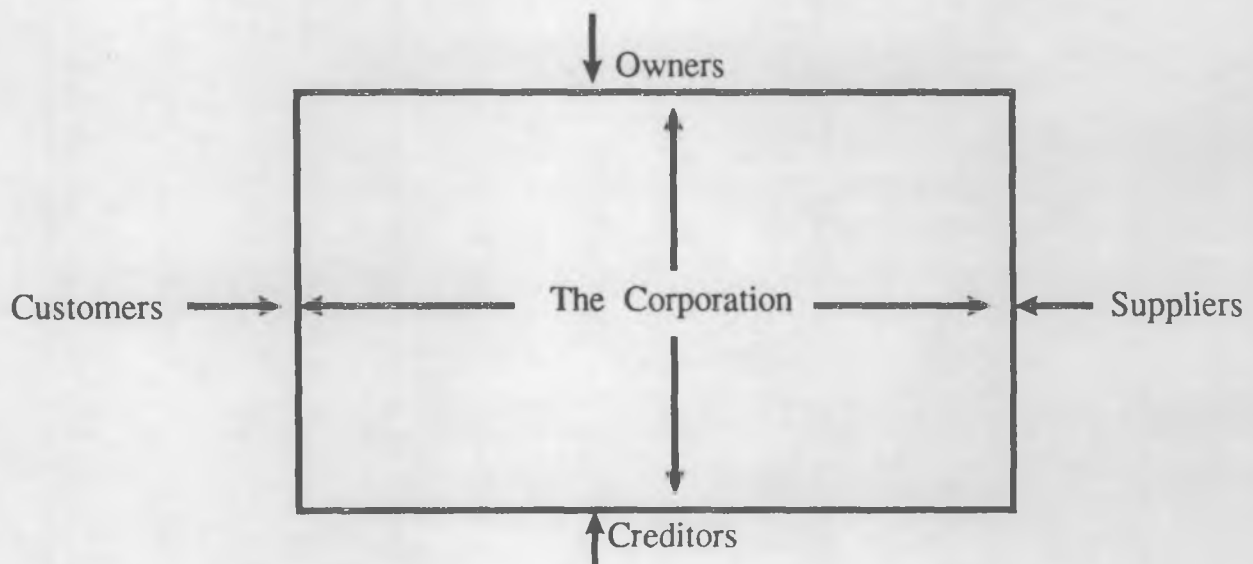 Owners
Customers
The Corporation
Suppliers
Creditors